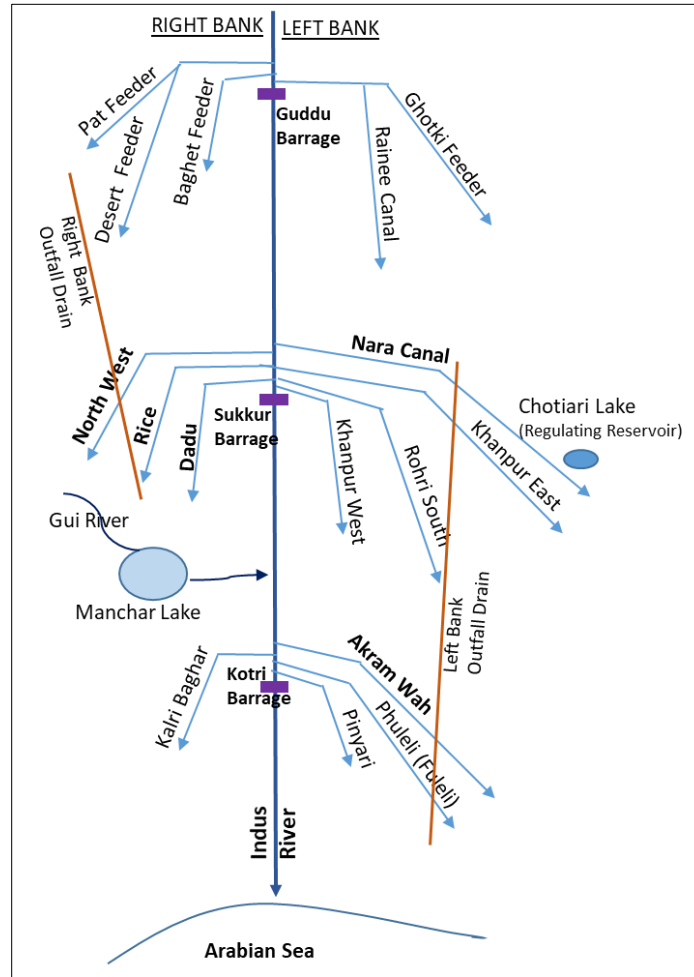 RIGHT BANK
LEFT BANK
Pat Feeder
Desert Feeder
Baghet Feeder
Guddu
Barrage
Rainee Canal
Ghotki Feeder
Right Bank
Outfall Drain
Nara Canal
North West
Rice
Dadu
Sukkur
Barrage
Khanpur West
Rohri South
Khanpur East
Chotiari Lake
(Regulating Reservoir)
Gui River
Manchar Lake
Left Bank
Outfall Drain
Kalri Baghar
Kotri
Barrage
Akram Wah
Phuleli (Fuleli)
Pinyari
Indus
River
Arabian Sea